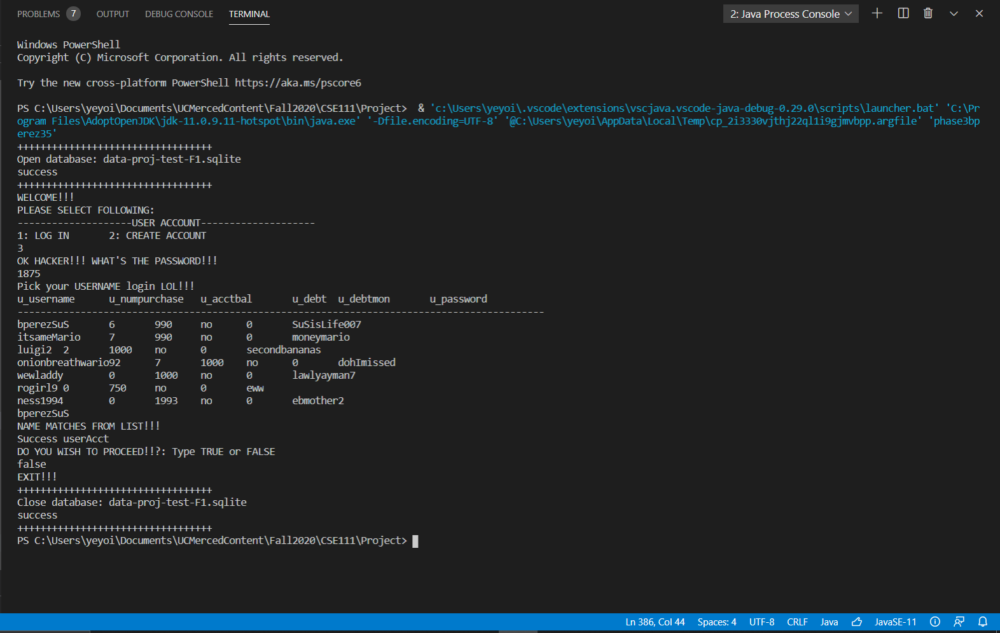 PROBLEMS 7 OUTPUT DEBUG CONSOLE TERMINAL 2: Java Process Console
Windows PowerShell
Copyright (C) Microsoft Corporation. All rights reserved.
Try the new cross-platform PowerShell https://aka.ms/pscore6
PS C:\Users\yeyoi\Documents\UCMercedContent\Fall2020\CSE111\Project>  & 'c:\Users\yeyoi\.vscode\extensions\vscjava.vscode-java-debug-0.29.0\scripts\launcher.bat' 'C:\Pr
ogram Files\AdoptOpenJDK\jdk-11.0.9.11-hotspot\bin\java.exe' '-Dfile.encoding=UTF-8' '@C:\Users\yeyoi\AppData\Local\Temp\cp_2i3330vjthj22ql1i9gjmvbpp.argfile' 'phase3bp
erez35'
++++++++++++++++++++++++++++++++++
Open database: data-proj-test-F1.sqlite
success
++++++++++++++++++++++++++++++++++
WELCOME!!!
PLEASE SELECT FOLLOWING:
--------------------USER ACCOUNT--------------------
1: LOG IN       2: CREATE ACCOUNT
3
OK HACKER!!! WHAT'S THE PASSWORD!!!
1875
Pick your USERNAME login LOL!!!
u_username      u_numpurchase   u_acctbal       u_debt  u_debtmon       u_password
--------------------------------------------------------------------------------------------
bperezSuS       6       990     no      0       SuSisLife007
itsameMario     7       990     no      0       moneymario
luigi2  2       1000    no      0       secondbananas
onionbreathwario92      7       1000    no      0       dohImissed
wewladdy        0       1000    no      0       lawlyayman7
rogirl9 0       750     no      0       eww
ness1994        0       1993    no      0       ebmother2
bperezSuS
NAME MATCHES FROM LIST!!!
Success userAcct
DO YOU WISH TO PROCEED!!?: Type TRUE or FALSE
false
EXIT!!!
++++++++++++++++++++++++++++++++++
Close database: data-proj-test-F1.sqlite
success
++++++++++++++++++++++++++++++++++
PS C:\Users\yeyoi\Documents\UCMercedContent\Fall2020\CSE111\Project>
Ln 386, Col 44 Spaces: 4 UTF-8 CRLF Java JavaSE-11